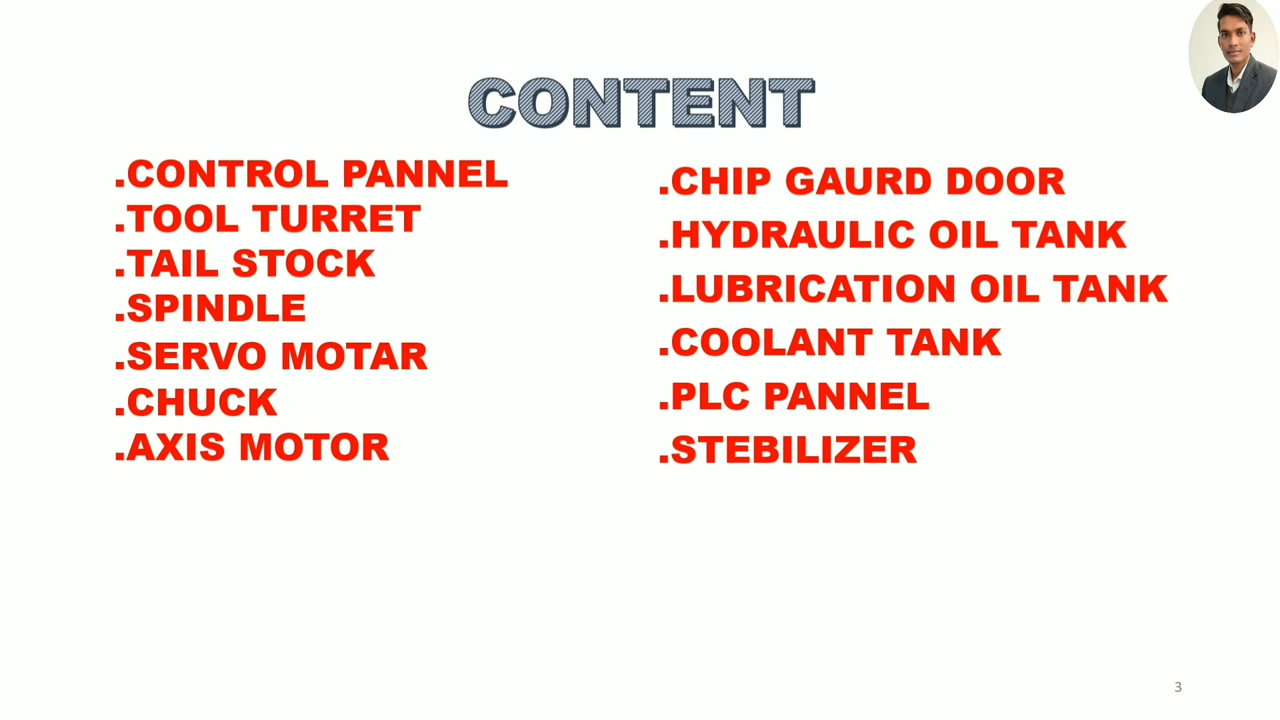 CONTENT
.CONTROL PANNEL
.TOOL TURRET
.TAIL STOCK
.SPINDLE
.SERVO MOTAR
.CHUCK
.AXIS MOTOR
.CHIP GAURD DOOR
.HYDRAULIC OIL TANK
.LUBRICATION OIL TANK
.COOLANT TANK
.PLC PANNEL
.STEBILIZER
3